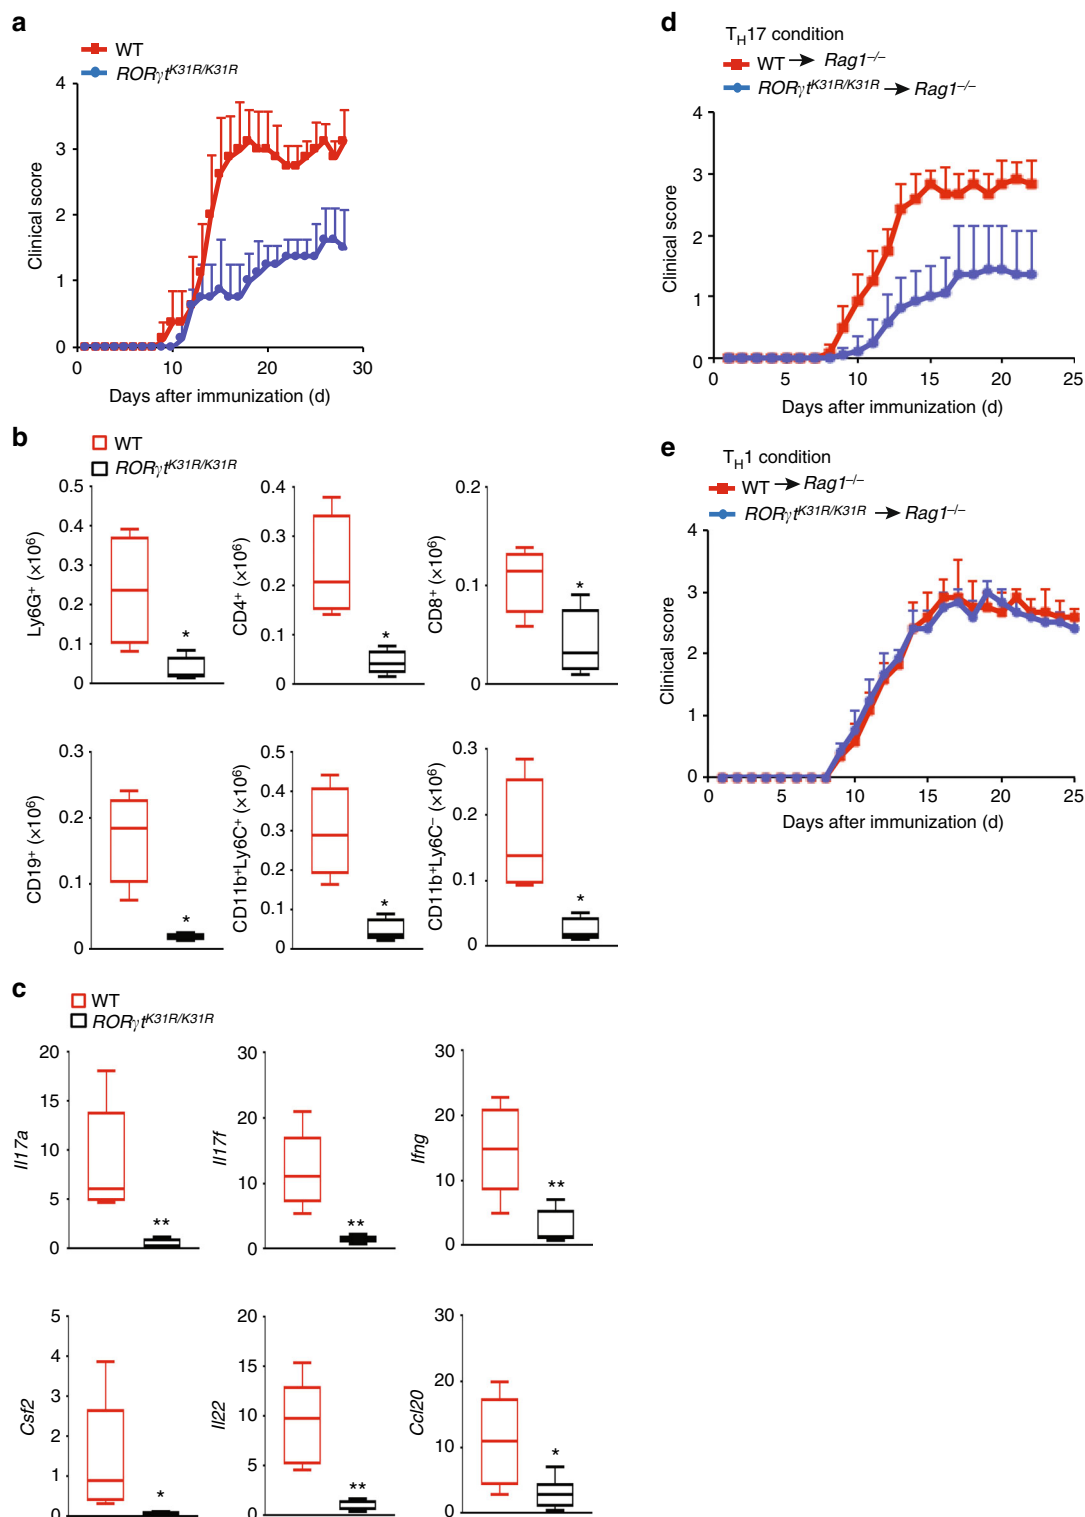 a
WT
RORγt^K31R/K31R
4
3
2
1
0
Clinical score
0 10 20 30
Days after immunization (d)
b
WT
RORγt^K31R/K31R
0.5
0.4
0.3
0.2
0.1
0
Ly6G⁺ (×10⁶)
*
0.4
0.3
0.2
0.1
0
CD4⁺ (×10⁶)
*
0.2
0.1
0
CD8⁺ (×10⁶)
*
0.3
0.2
0.1
0
CD19⁺ (×10⁶)
*
0.5
0.4
0.3
0.2
0.1
0
CD11b⁺Ly6C⁺ (×10⁶)
*
0.3
0.2
0.1
0
CD11b⁺Ly6C⁻ (×10⁶)
*
c
WT
RORγt^K31R/K31R
20
15
10
5
0
Il17a
**
30
20
10
0
Il17f
**
30
20
10
0
Ifng
**
5
4
3
2
1
0
Csf2
*
20
15
10
5
0
Il22
**
30
20
10
0
Ccl20
*
d
T_H17 condition
WT → Rag1⁻/⁻
RORγt^K31R/K31R → Rag1⁻/⁻
4
3
2
1
0
Clinical score
0 5 10 15 20 25
Days after immunization (d)
e
T_H1 condition
WT → Rag1⁻/⁻
RORγt^K31R/K31R → Rag1⁻/⁻
4
3
2
1
0
Clinical score
0 5 10 15 20 25
Days after immunization (d)